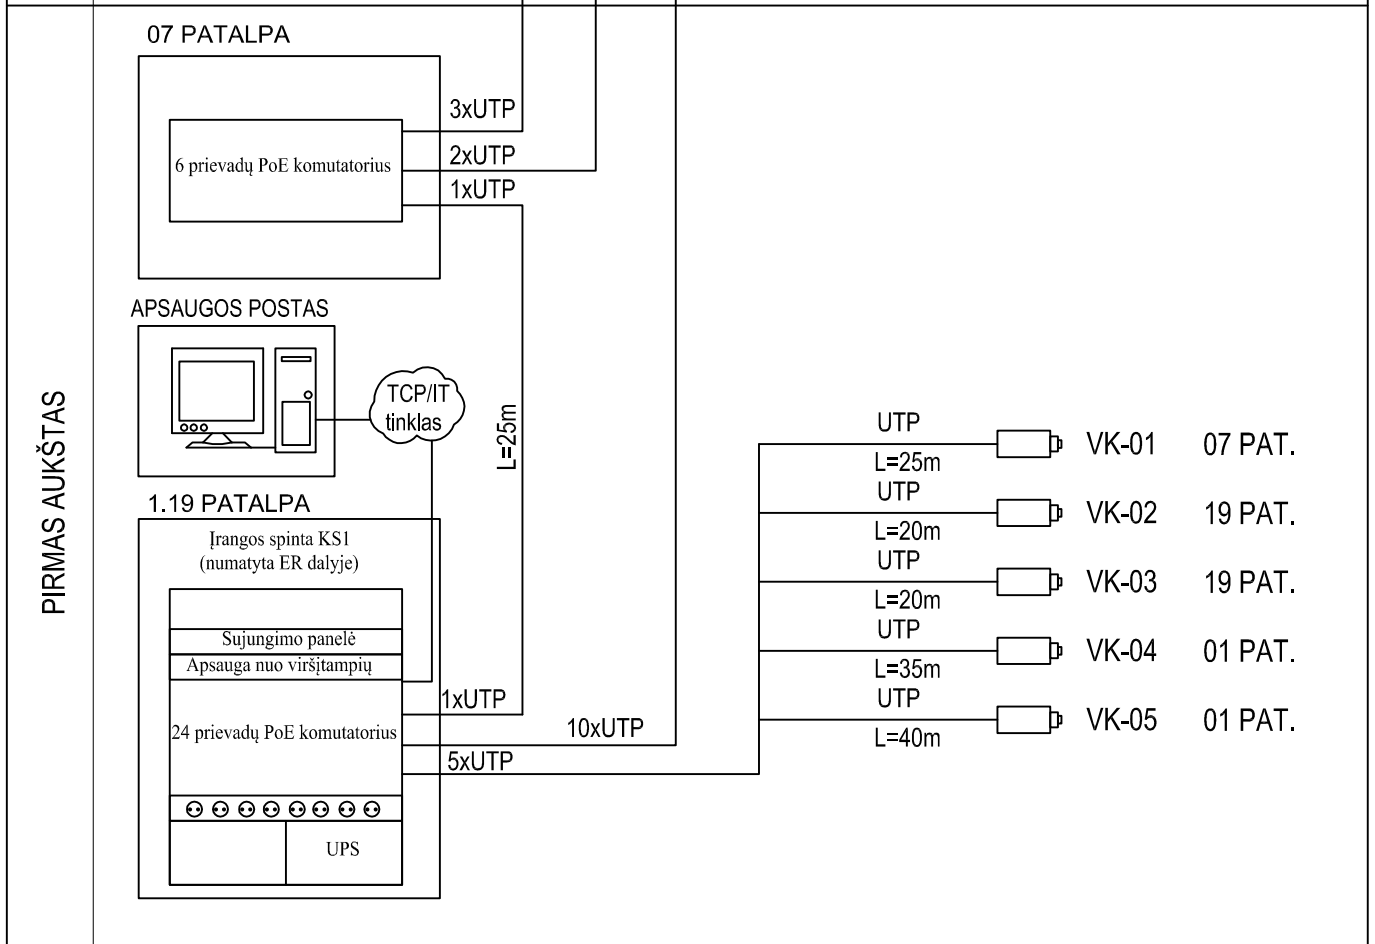 07 PATALPA
3xUTP
6 prievadų PoE komutatorius
2xUTP
1xUTP
APSAUGOS POSTAS
TCP/IT
tinklas
L=25m
PIRMAS AUKŠTAS
1.19 PATALPA
Įrangos spinta KS1
(numatyta ER dalyje)
Sujungimo panelė
Apsauga nuo viršįtampių
24 prievadų PoE komutatorius
1xUTP
10xUTP
5xUTP
UPS
UTP
L=25m
VK-01 07 PAT.
UTP
L=20m
VK-02 19 PAT.
UTP
L=20m
VK-03 19 PAT.
UTP
L=35m
VK-04 01 PAT.
UTP
L=40m
VK-05 01 PAT.